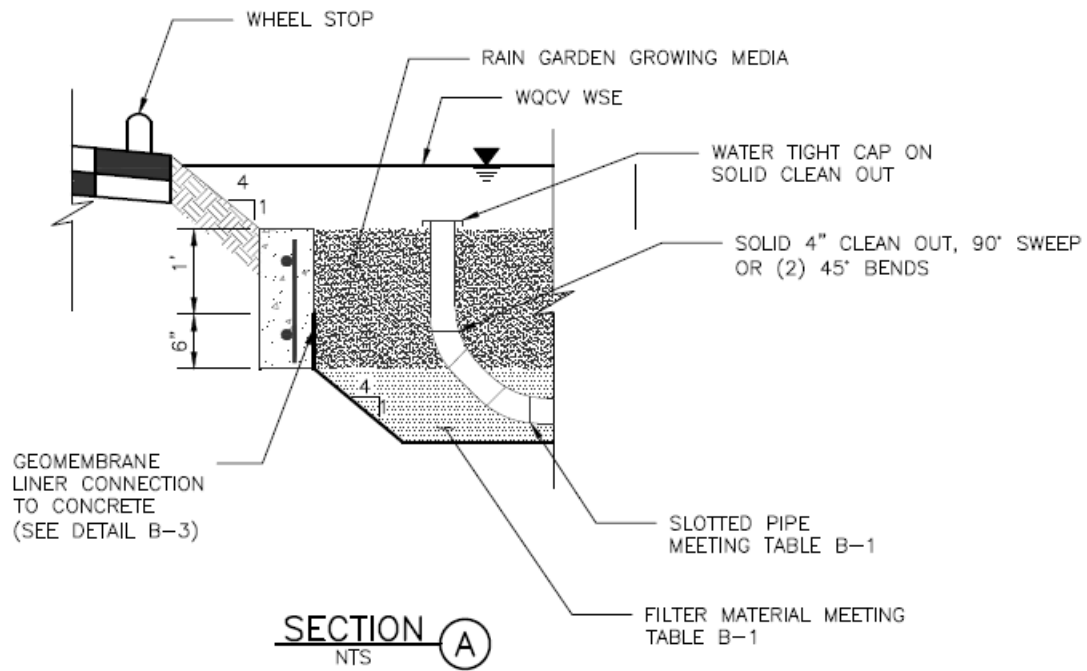 WHEEL STOP
RAIN GARDEN GROWING MEDIA
WQCV WSE
WATER TIGHT CAP ON
SOLID CLEAN OUT
4
1
SOLID 4" CLEAN OUT, 90° SWEEP
OR (2) 45° BENDS
1'
6"
4
1
GEOMEMBRANE
LINER CONNECTION
TO CONCRETE
(SEE DETAIL B-3)
SLOTTED PIPE
MEETING TABLE B-1
FILTER MATERIAL MEETING
TABLE B-1
SECTION A
NTS